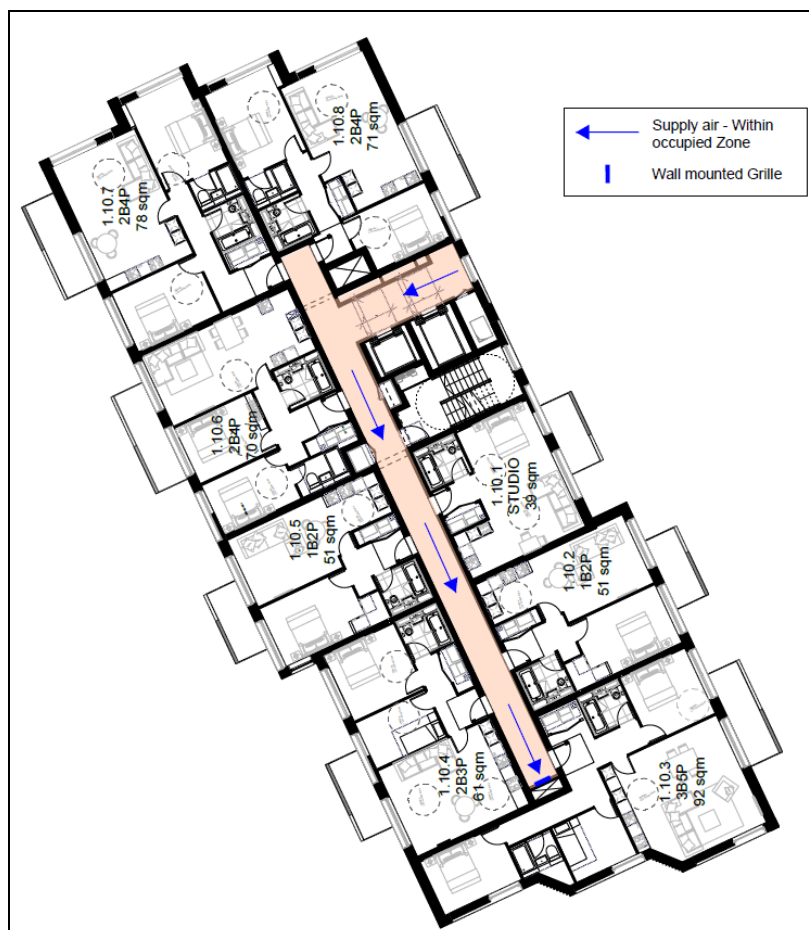 Supply air - Within
occupied Zone
Wall mounted Grille
1.10.7
2B4P
78 sqm
1.10.8
2B4P
71 sqm
1.10.6
2B4P
70 sqm
1.10.5
1B2P
51 sqm
1.10.1
STUDIO
39 sqm
1.10.2
1B2P
51 sqm
1.10.4
2B3P
61 sqm
1.10.3
3B5P
92 sqm